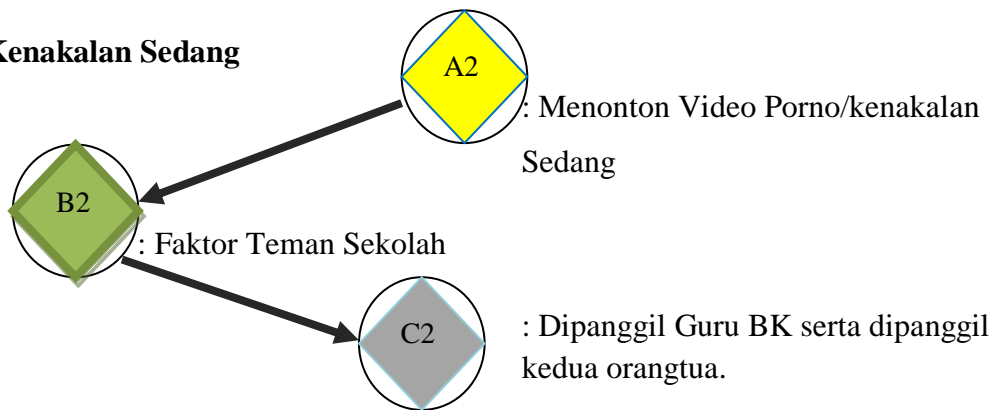 Kenakalan Sedang
A2
: Menonton Video Porno/kenakalan
Sedang
B2
: Faktor Teman Sekolah
C2
: Dipanggil Guru BK serta dipanggil
kedua orangtua.